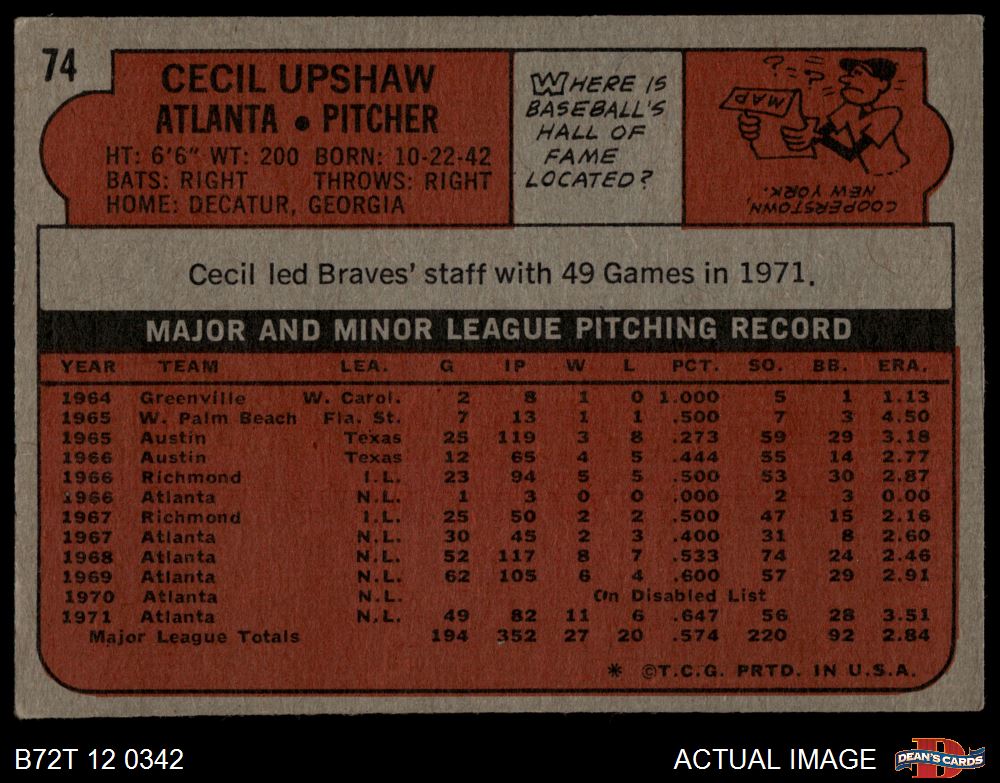 74
CECIL UPSHAW
ATLANTA • PITCHER
HT: 6'6" WT: 200 BORN: 10-22-42
BATS: RIGHT THROWS: RIGHT
HOME: DECATUR, GEORGIA
WHERE IS
BASEBALL'S
HALL OF
FAME
LOCATED?
? ? ?
MAP
COOPERSTOWN,
NEW YORK.
Cecil led Braves' staff with 49 Games in 1971.
MAJOR AND MINOR LEAGUE PITCHING RECORD
YEAR TEAM LEA. G IP W L PCT. SO. BB. ERA.
1964 Greenville W. Carol. 2 8 1 0 1.000 5 1 1.13
1965 W. Palm Beach Fla. St. 7 13 1 1 .500 7 3 4.50
1965 Austin Texas 25 119 3 8 .273 59 29 3.18
1966 Austin Texas 12 65 4 5 .444 55 14 2.77
1966 Richmond I.L. 23 94 5 5 .500 53 30 2.87
1966 Atlanta N.L. 1 3 0 0 .000 2 3 0.00
1967 Richmond I.L. 25 50 2 2 .500 47 15 2.16
1967 Atlanta N.L. 30 45 2 3 .400 31 8 2.60
1968 Atlanta N.L. 52 117 8 7 .533 74 24 2.46
1969 Atlanta N.L. 62 105 6 4 .600 57 29 2.91
1970 Atlanta N.L. On Disabled List
1971 Atlanta N.L. 49 82 11 6 .647 56 28 3.51
Major League Totals 194 352 27 20 .574 220 92 2.84
* ©T.C.G. PRTD. IN U.S.A.
B72T 12 0342
ACTUAL IMAGE
D
DEAN'S CARDS